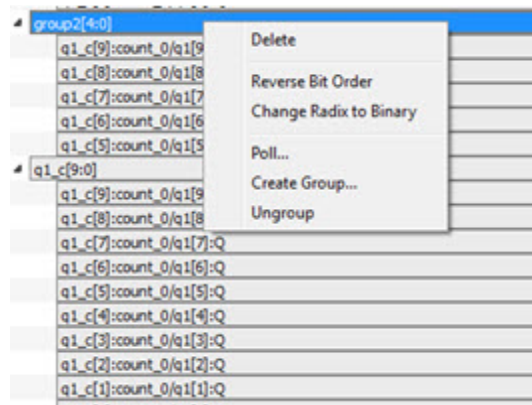 group2[4:0]
q1_c[9]:count_0/q1[9
q1_c[8]:count_0/q1[8
q1_c[7]:count_0/q1[7
q1_c[6]:count_0/q1[6
q1_c[5]:count_0/q1[5
q1_c[9:0]
q1_c[9]:count_0/q1[9
q1_c[8]:count_0/q1[8
q1_c[7]:count_0/q1[7]:Q
q1_c[6]:count_0/q1[6]:Q
q1_c[5]:count_0/q1[5]:Q
q1_c[4]:count_0/q1[4]:Q
q1_c[3]:count_0/q1[3]:Q
q1_c[2]:count_0/q1[2]:Q
q1_c[1]:count_0/q1[1]:Q
Delete
Reverse Bit Order
Change Radix to Binary
Poll...
Create Group...
Ungroup